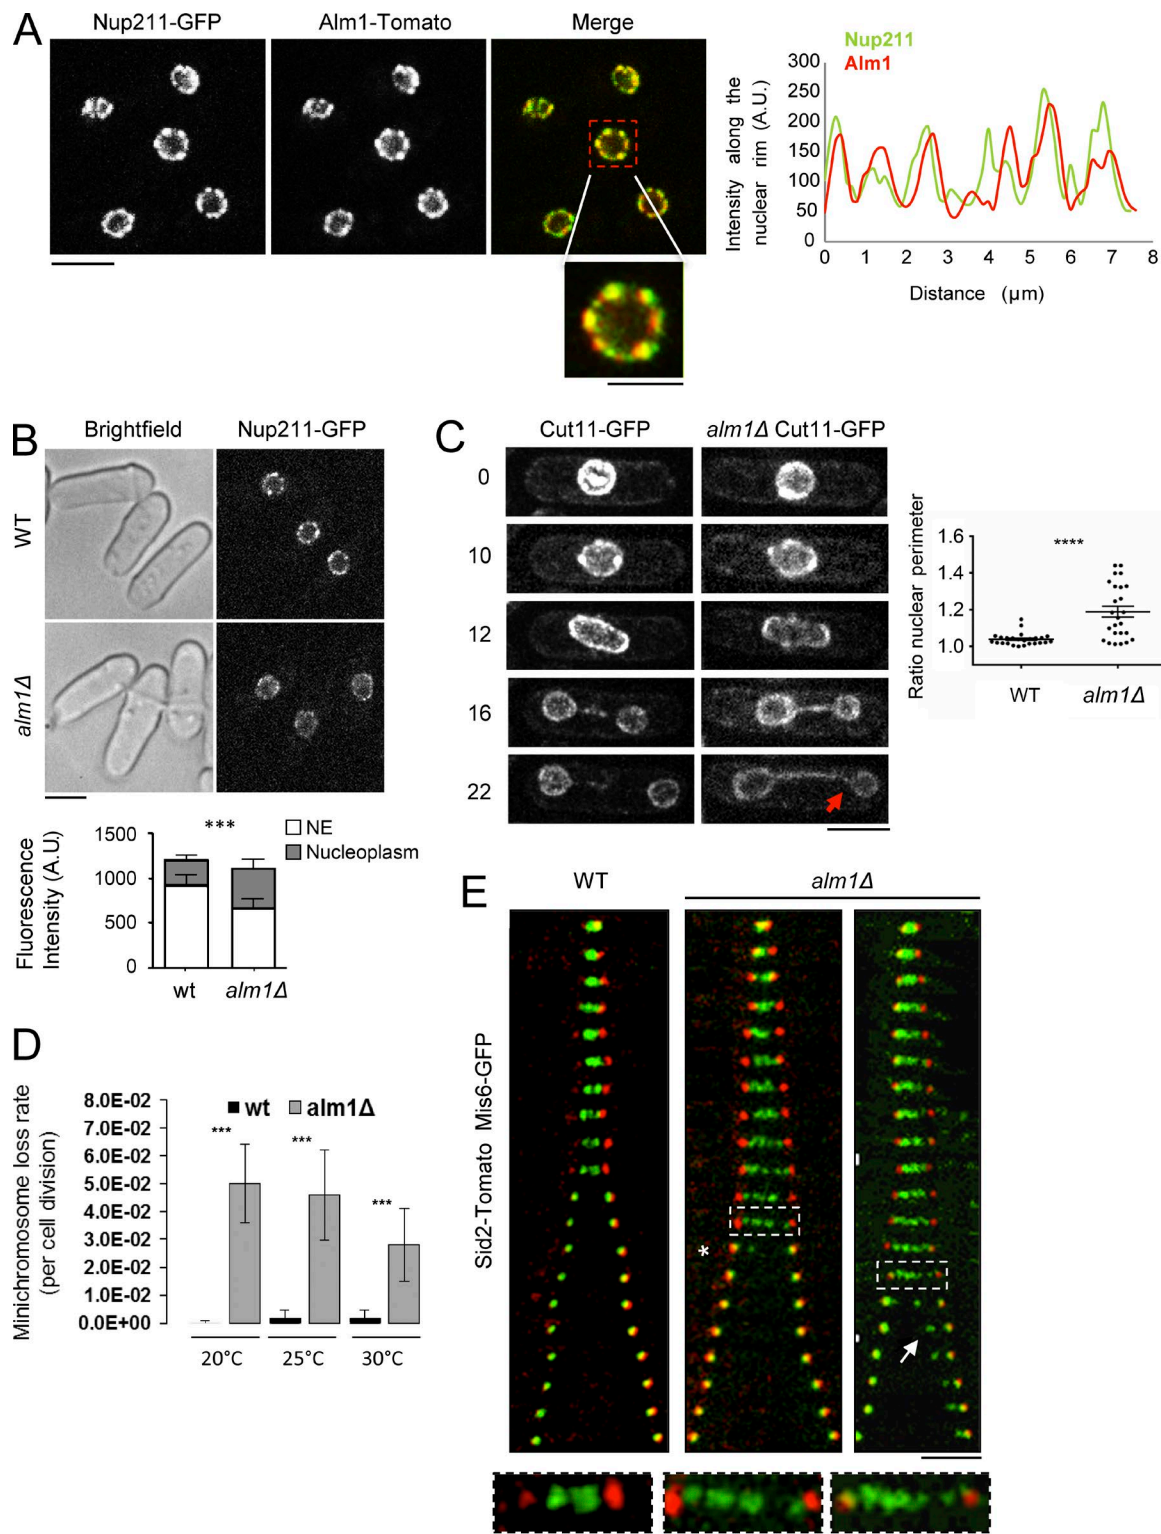 A
Nup211-GFP
Alm1-Tomato
Merge
Nup211
Alm1
Intensity along the
nuclear rim (A.U.)
300
250
200
150
100
50
0
0 1 2 3 4 5 6 7 8
Distance (µm)
B
Brightfield
Nup211-GFP
WT
alm1Δ
Fluorescence
Intensity (A.U.)
1500
1000
500
0
***
NE
Nucleoplasm
wt
alm1Δ
C
Cut11-GFP
alm1Δ Cut11-GFP
0
10
12
16
22
Ratio nuclear perimeter
1.6
1.4
1.2
1.0
****
WT
alm1Δ
D
Minichromosome loss rate
(per cell division)
8.0E-02
7.0E-02
6.0E-02
5.0E-02
4.0E-02
3.0E-02
2.0E-02
1.0E-02
0.0E+00
wt
alm1Δ
***
***
***
20°C
25°C
30°C
E
WT
alm1Δ
Sid2-Tomato Mis6-GFP
*